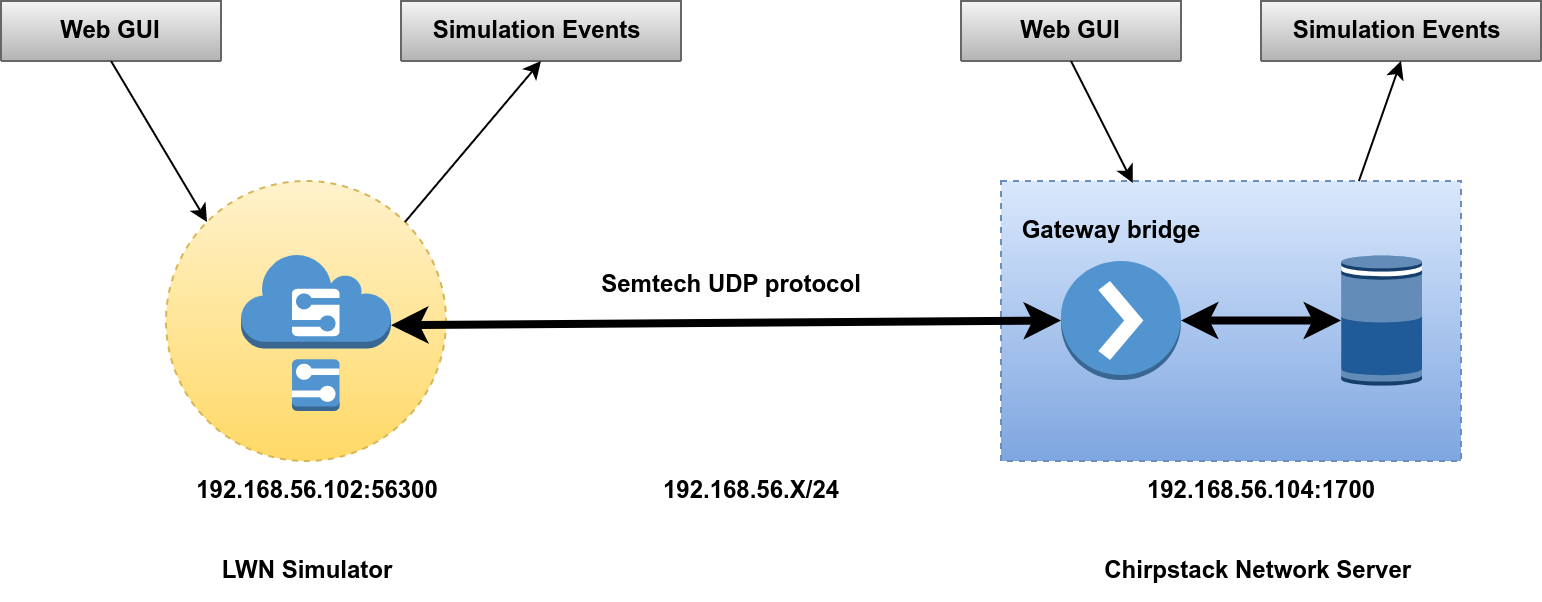 Web GUI
Simulation Events
Web GUI
Simulation Events
Gateway bridge
Semtech UDP protocol
192.168.56.102:56300
192.168.56.X/24
192.168.56.104:1700
LWN Simulator
Chirpstack Network Server